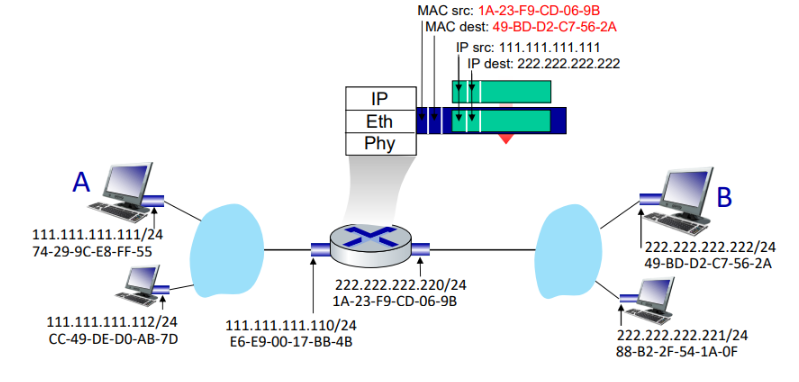 MAC src: 1A-23-F9-CD-06-9B
MAC dest: 49-BD-D2-C7-56-2A
IP src: 111.111.111.111
IP dest: 222.222.222.222
IP
Eth
Phy
A
B
111.111.111.111/24
74-29-9C-E8-FF-55
222.222.222.222/24
49-BD-D2-C7-56-2A
222.222.222.220/24
1A-23-F9-CD-06-9B
111.111.111.112/24
CC-49-DE-D0-AB-7D
111.111.111.110/24
E6-E9-00-17-BB-4B
222.222.222.221/24
88-B2-2F-54-1A-0F